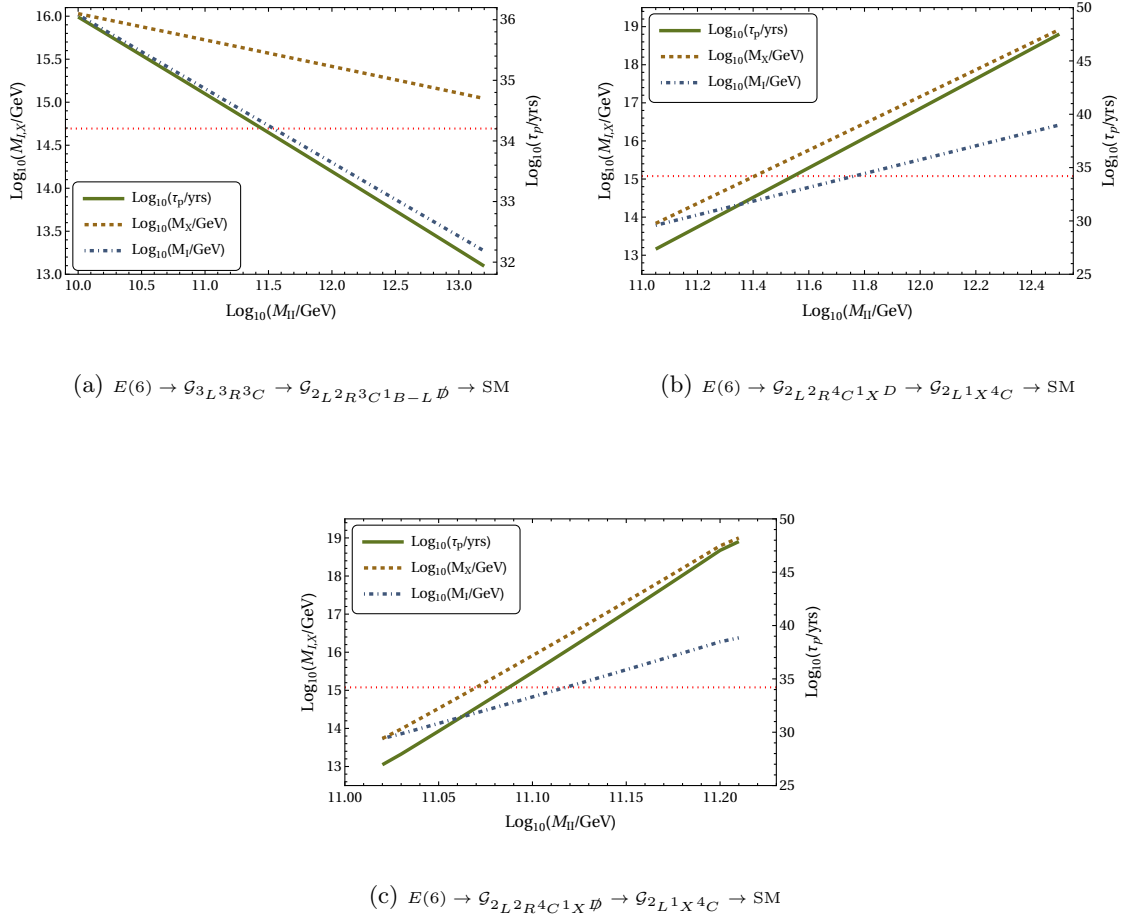 16.0
15.5
15.0
14.5
14.0
13.5
13.0
Log10(MI,X/GeV)
36
35
34
33
32
Log10(τp/yrs)
Log10(τp/yrs)
Log10(MX/GeV)
Log10(MI/GeV)
10.0 10.5 11.0 11.5 12.0 12.5 13.0
Log10(MII/GeV)
(a) E(6) → 𝒢3L3R3C → 𝒢2L2R3C1B−LD̸ → SM
19
18
17
16
15
14
13
Log10(MI,X/GeV)
50
45
40
35
30
25
Log10(τp/yrs)
Log10(τp/yrs)
Log10(MX/GeV)
Log10(MI/GeV)
11.0 11.2 11.4 11.6 11.8 12.0 12.2 12.4
Log10(MII/GeV)
(b) E(6) → 𝒢2L2R4C1XD → 𝒢2L1X4C → SM
19
18
17
16
15
14
13
Log10(MI,X/GeV)
50
45
40
35
30
25
Log10(τp/yrs)
Log10(τp/yrs)
Log10(MX/GeV)
Log10(MI/GeV)
11.00 11.05 11.10 11.15 11.20
Log10(MII/GeV)
(c) E(6) → 𝒢2L2R4C1XD̸ → 𝒢2L1X4C → SM